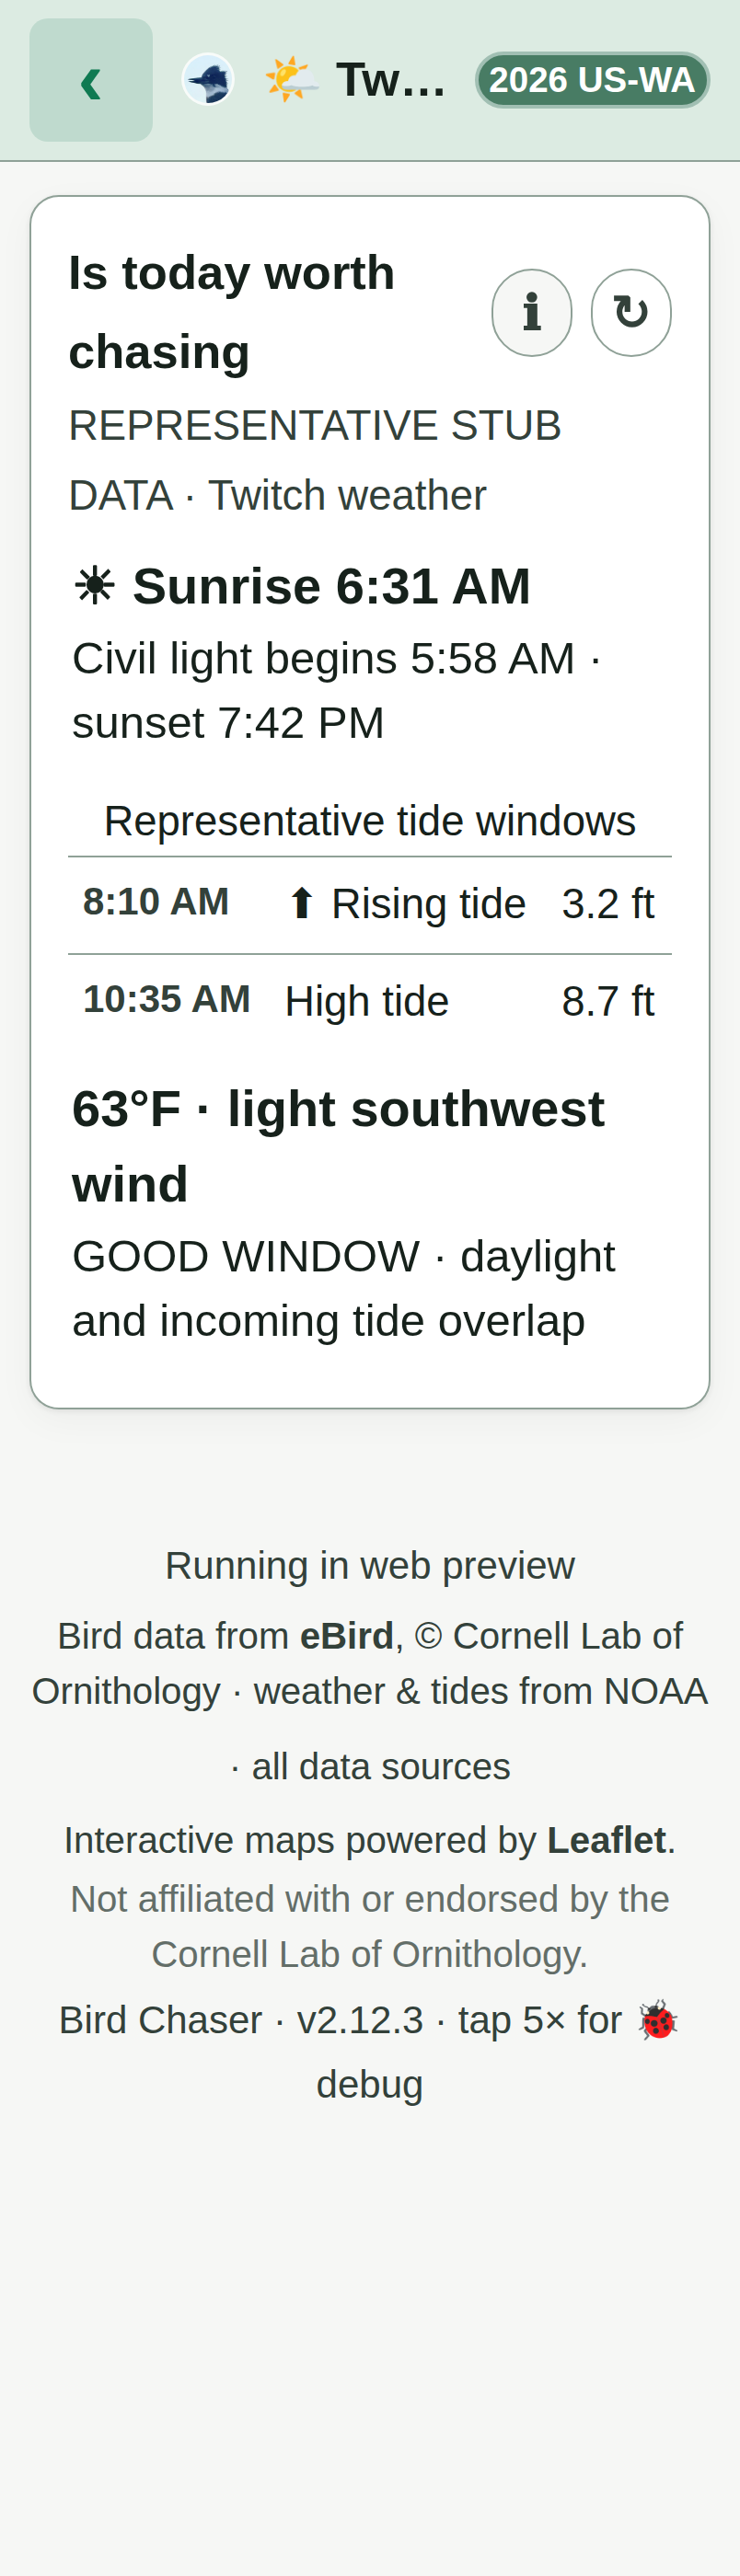 ‹ 🌤️ Tw… 2026 US-WA
Is today worth
chasing
ℹ ↻
REPRESENTATIVE STUB
DATA · Twitch weather
☀ Sunrise 6:31 AM
Civil light begins 5:58 AM ·
sunset 7:42 PM
Representative tide windows
8:10 AM ⬆ Rising tide 3.2 ft
10:35 AM High tide 8.7 ft
63°F · light southwest
wind
GOOD WINDOW · daylight
and incoming tide overlap
Running in web preview
Bird data from eBird, © Cornell Lab of
Ornithology · weather & tides from NOAA
· all data sources
Interactive maps powered by Leaflet.
Not affiliated with or endorsed by the
Cornell Lab of Ornithology.
Bird Chaser · v2.12.3 · tap 5× for 🐞
debug